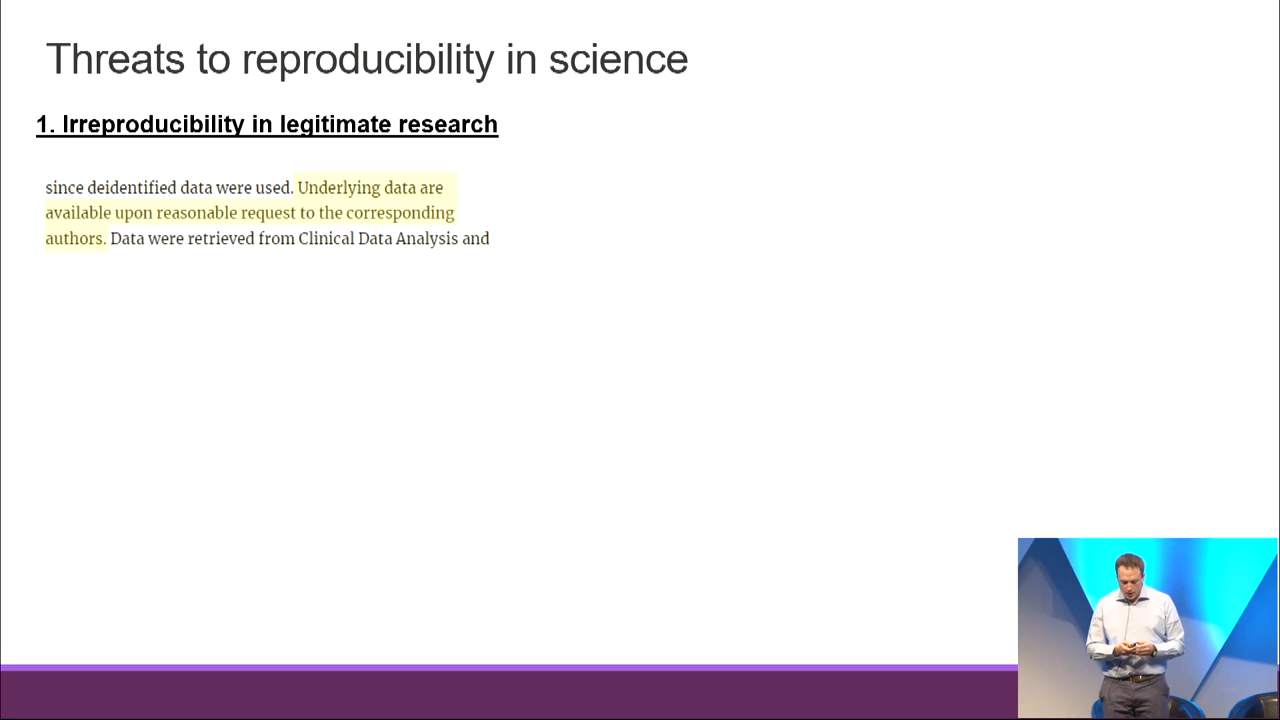 Threats to reproducibility in science
1. Irreproducibility in legitimate research
since deidentified data were used. Underlying data are
available upon reasonable request to the corresponding
authors. Data were retrieved from Clinical Data Analysis and